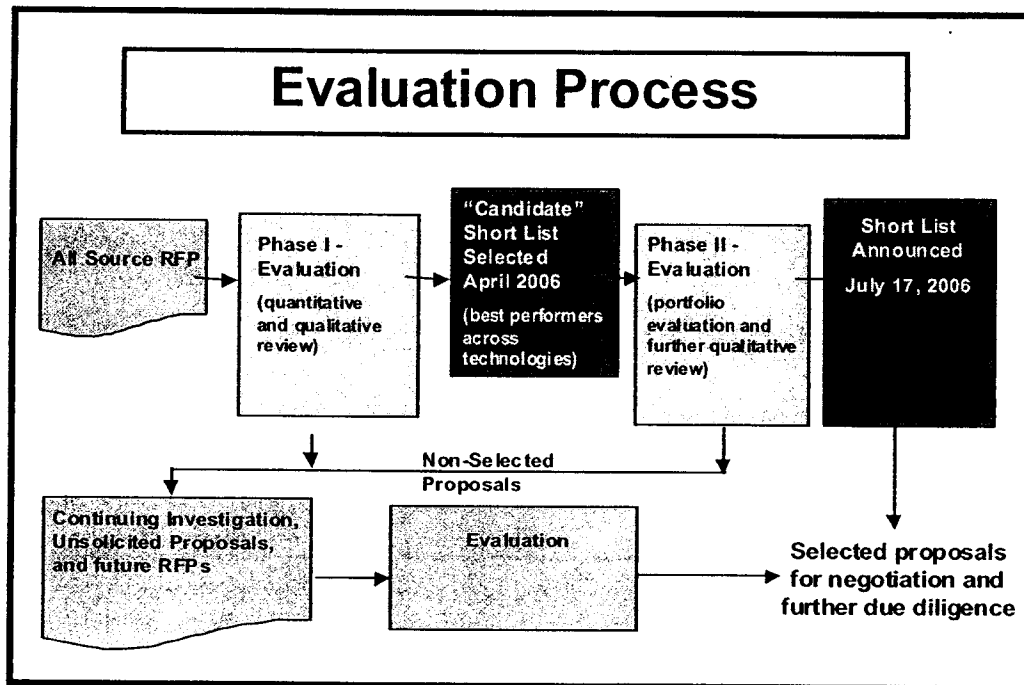 Evaluation Process
All Source RFP
Phase I -
Evaluation
(quantitative
and qualitative
review)
"Candidate"
Short List
Selected
April 2006
(best performers
across
technologies)
Phase II -
Evaluation
(portfolio
evaluation and
further qualitative
review)
Short List
Announced
July 17, 2006
Non-Selected
Proposals
Continuing Investigation,
Unsolicited Proposals,
and future RFPs
Evaluation
Selected proposals
for negotiation and
further due diligence